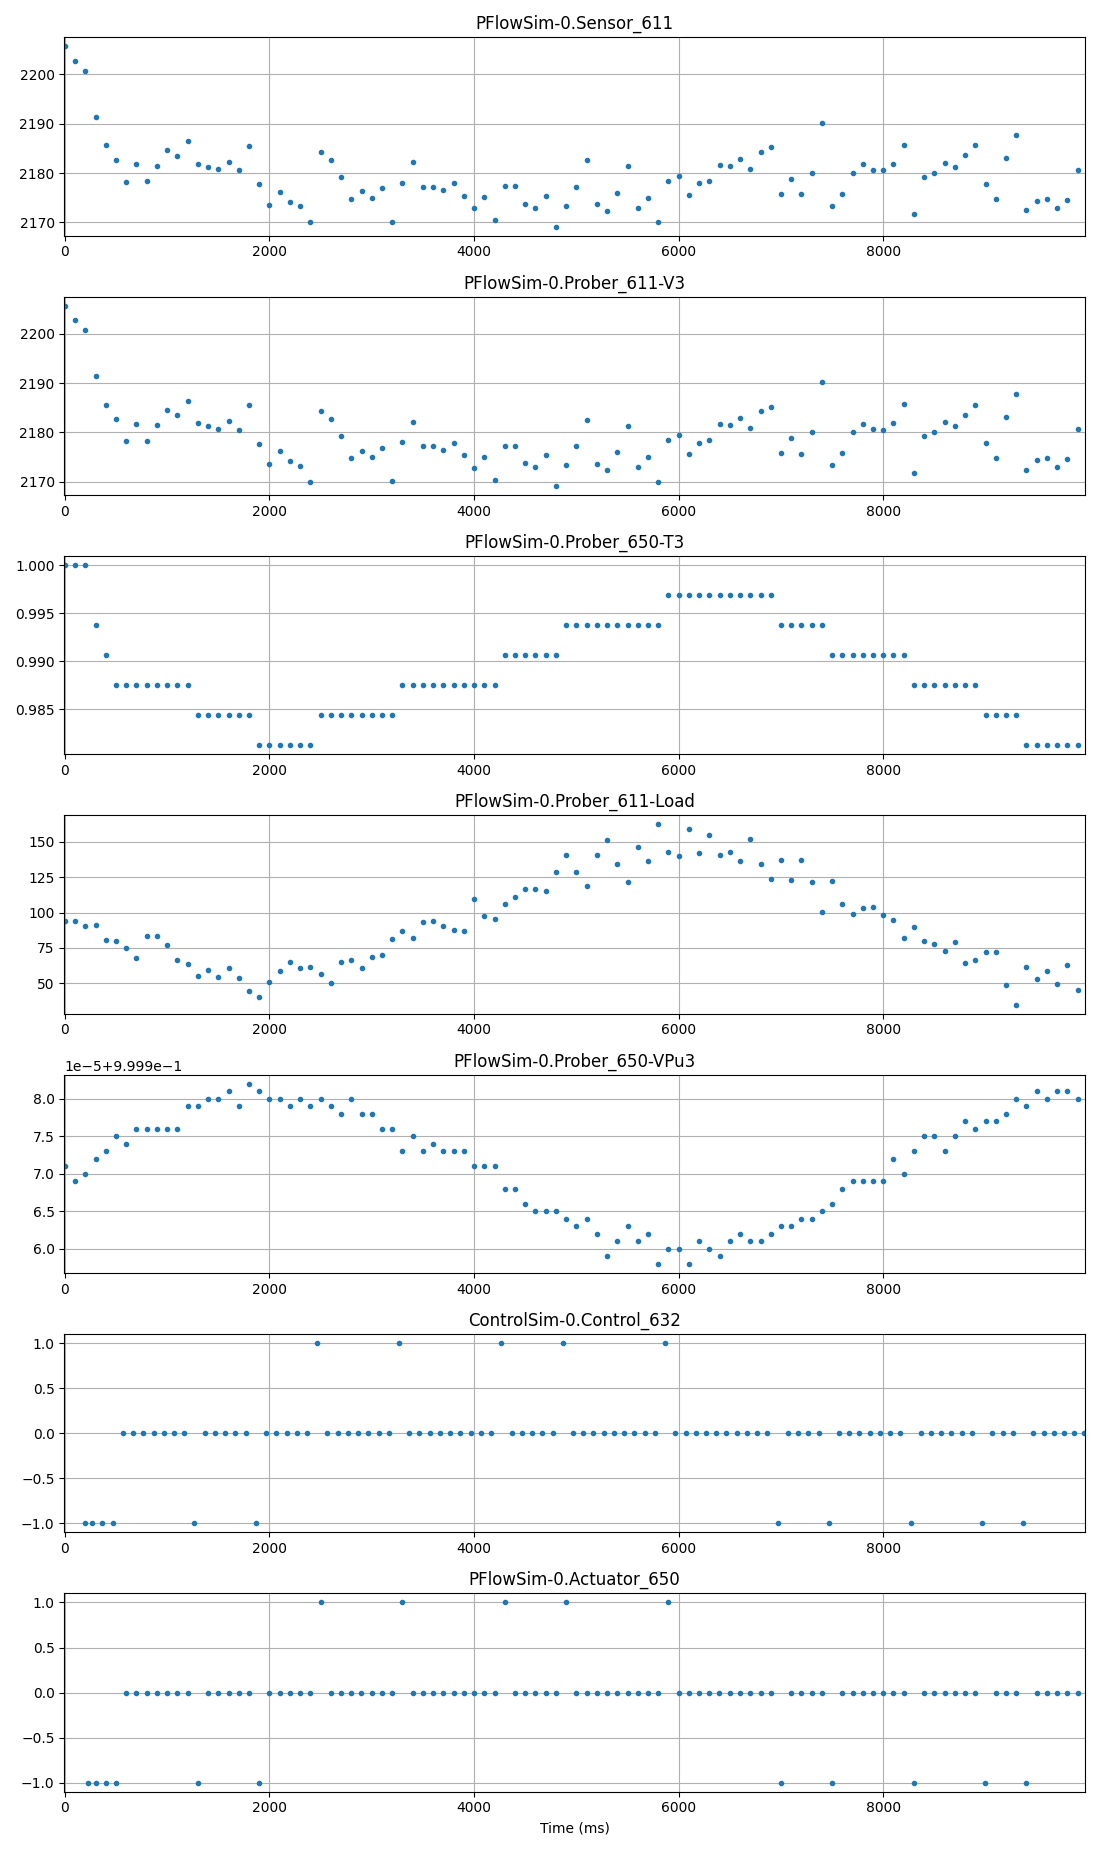 PFlowSim-0.Sensor_611
2200
2190
2180
2170
0 2000 4000 6000 8000
PFlowSim-0.Prober_611-V3
2200
2190
2180
2170
0 2000 4000 6000 8000
PFlowSim-0.Prober_650-T3
1.000
0.995
0.990
0.985
0 2000 4000 6000 8000
PFlowSim-0.Prober_611-Load
150
125
100
75
50
0 2000 4000 6000 8000
PFlowSim-0.Prober_650-VPu3
1e−5+9.999e−1
8.0
7.5
7.0
6.5
6.0
0 2000 4000 6000 8000
ControlSim-0.Control_632
1.0
0.5
0.0
−0.5
−1.0
0 2000 4000 6000 8000
PFlowSim-0.Actuator_650
1.0
0.5
0.0
−0.5
−1.0
0 2000 4000 6000 8000
Time (ms)